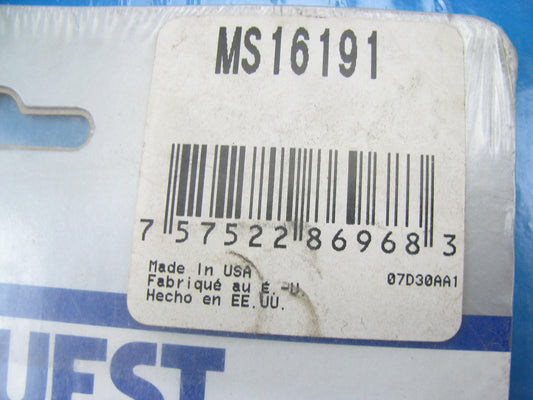 MS16191
7 57522 86968 3
Made In USA
Fabriqué au É.-U.
Hecho en EE.UU.
07D30AA1
UEST